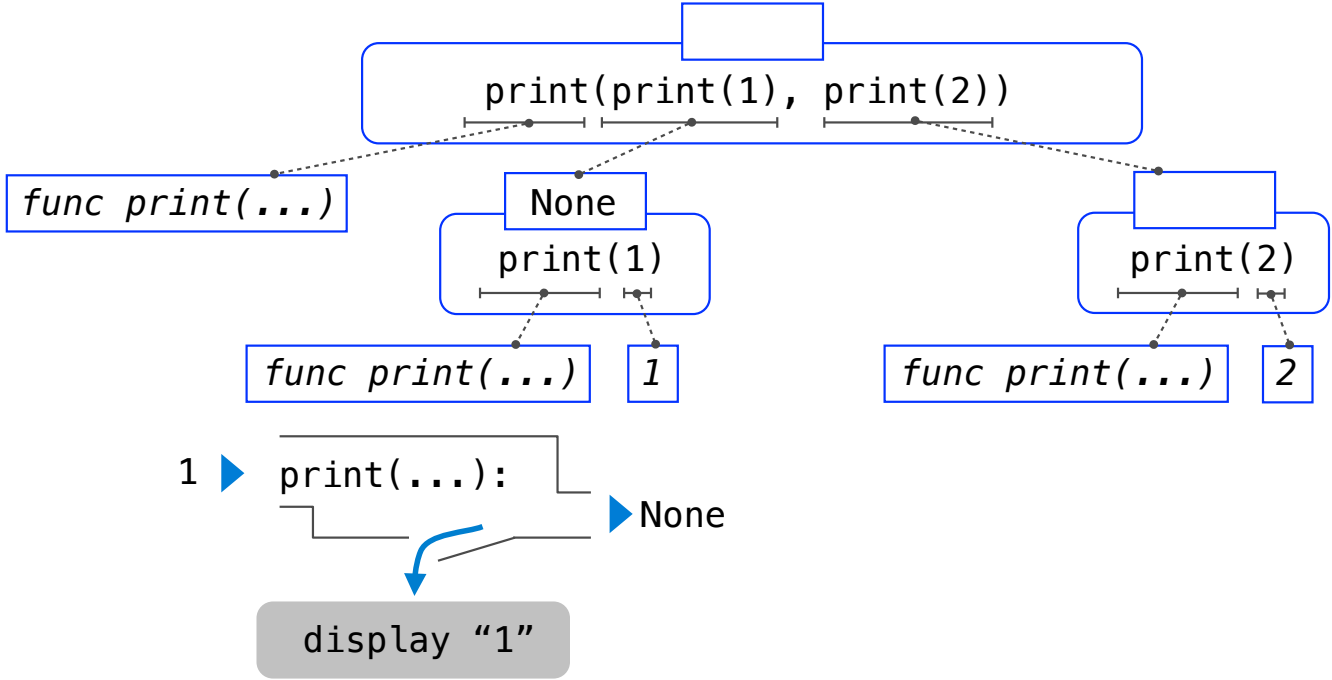 print(print(1), print(2))
func print(...)
None
print(1)
print(2)
func print(...)
1
func print(...)
2
1
print(...):
None
display “1”